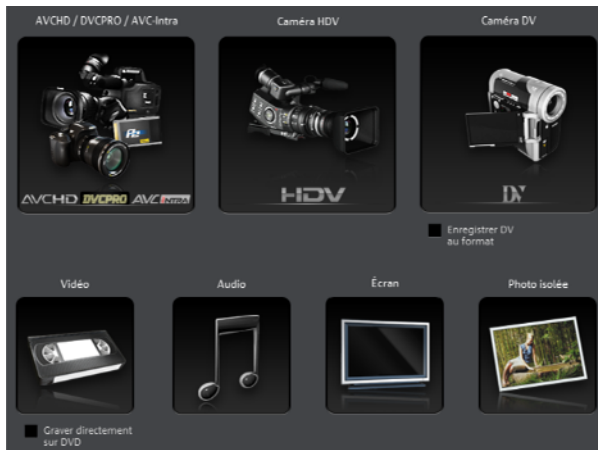 AVCHD / DVCPRO / AVC-Intra
Caméra HDV
Caméra DV
AVCHD DVCPRO AVC INTRA
HDV
DV
Enregistrer DV
au format
Vidéo
Audio
Écran
Photo isolée
Graver directement
sur DVD